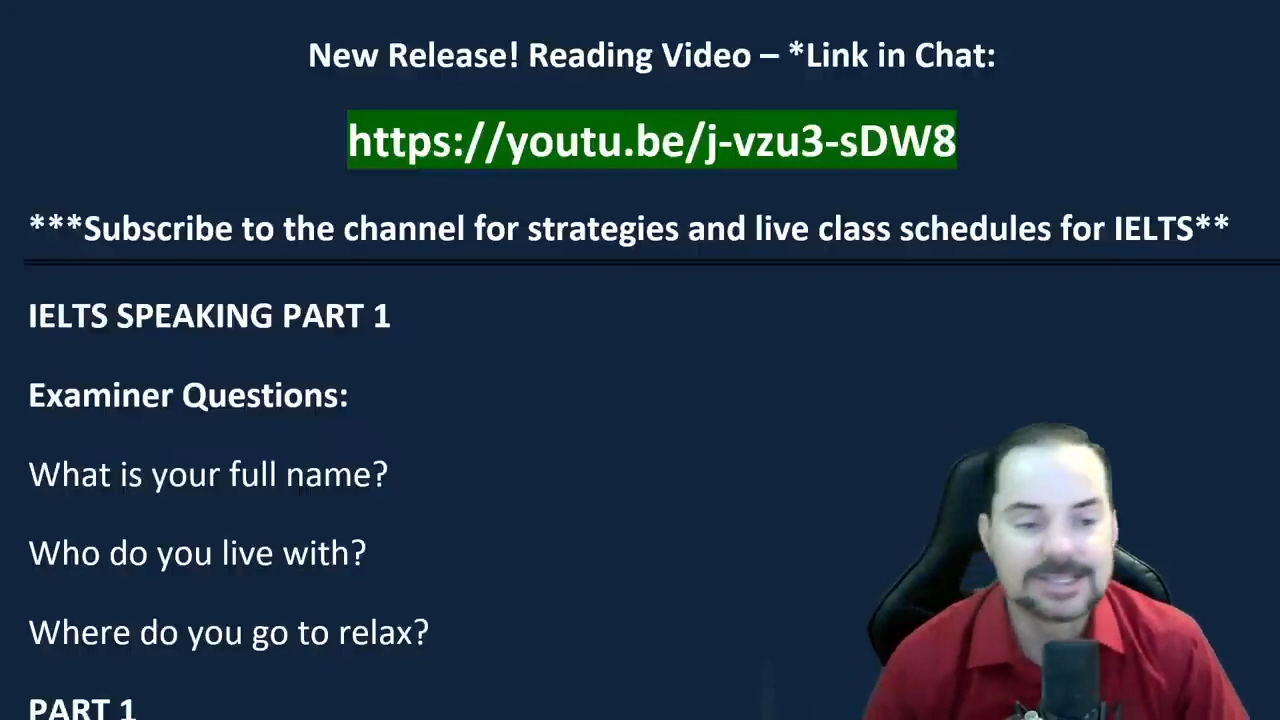 New Release! Reading Video – *Link in Chat:
https://youtu.be/j-vzu3-sDW8
***Subscribe to the channel for strategies and live class schedules for IELTS**
IELTS SPEAKING PART 1
Examiner Questions:
What is your full name?
Who do you live with?
Where do you go to relax?
PART 1